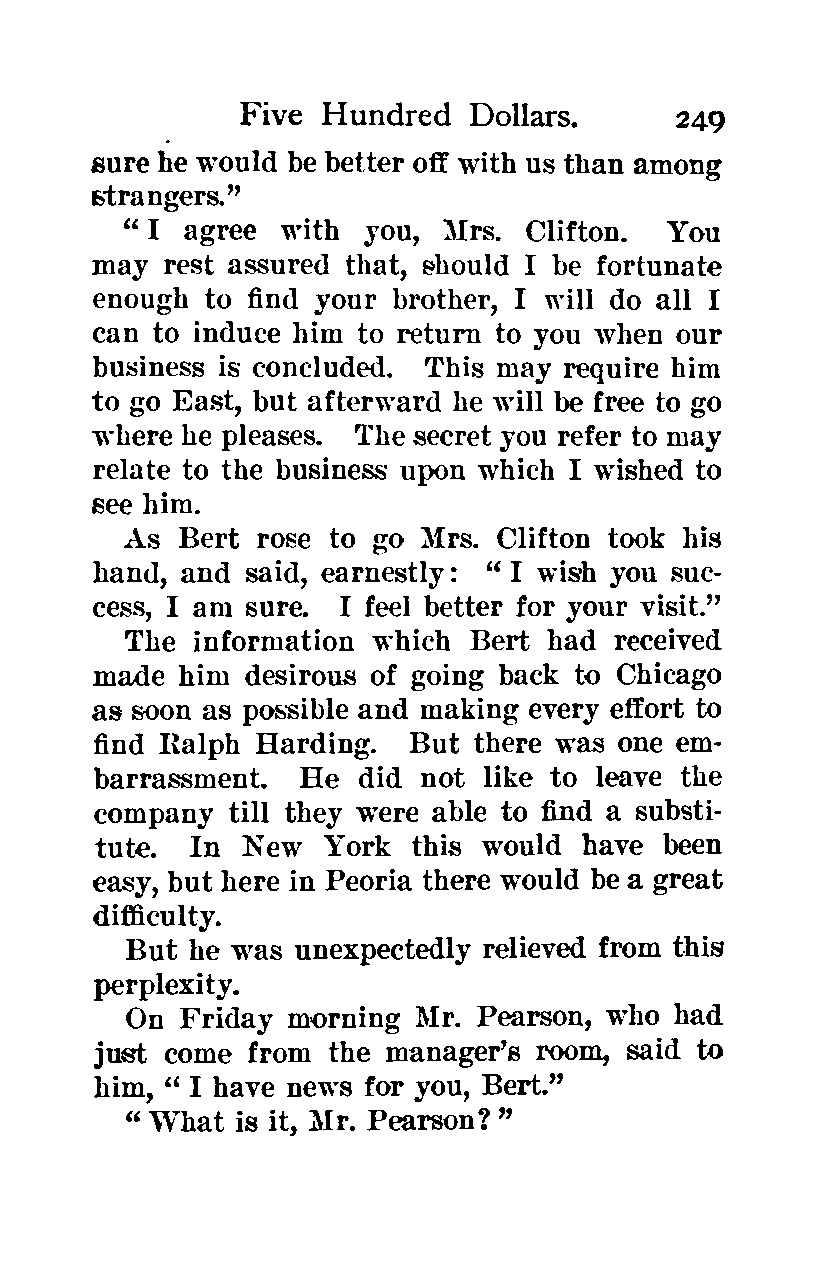 Five Hundred Dollars. 249
sure he would be better off with us than among
strangers.”
“ I agree with you, Mrs. Clifton. You
may rest assured that, should I be fortunate
enough to find your brother, I will do all I
can to induce him to return to you when our
business is concluded. This may require him
to go East, but afterward he will be free to go
where he pleases. The secret you refer to may
relate to the business upon which I wished to
see him.
As Bert rose to go Mrs. Clifton took his
hand, and said, earnestly: “ I wish you suc-
cess, I am sure. I feel better for your visit.”
The information which Bert had received
made him desirous of going back to Chicago
as soon as possible and making every effort to
find Ralph Harding. But there was one em-
barrassment. He did not like to leave the
company till they were able to find a substi-
tute. In New York this would have been
easy, but here in Peoria there would be a great
difficulty.
But he was unexpectedly relieved from this
perplexity.
On Friday morning Mr. Pearson, who had
just come from the manager’s room, said to
him, “ I have news for you, Bert.”
“ What is it, Mr. Pearson? ”